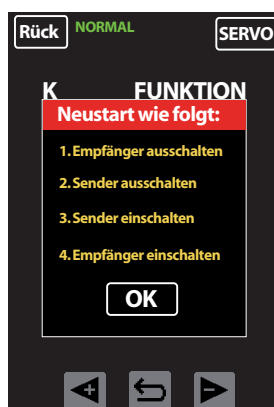 Rück NORMAL SERVO
K FUNKTION
Neustart wie folgt:
1. Empfänger ausschalten
2. Sender ausschalten
3. Sender einschalten
4. Empfänger einschalten
OK